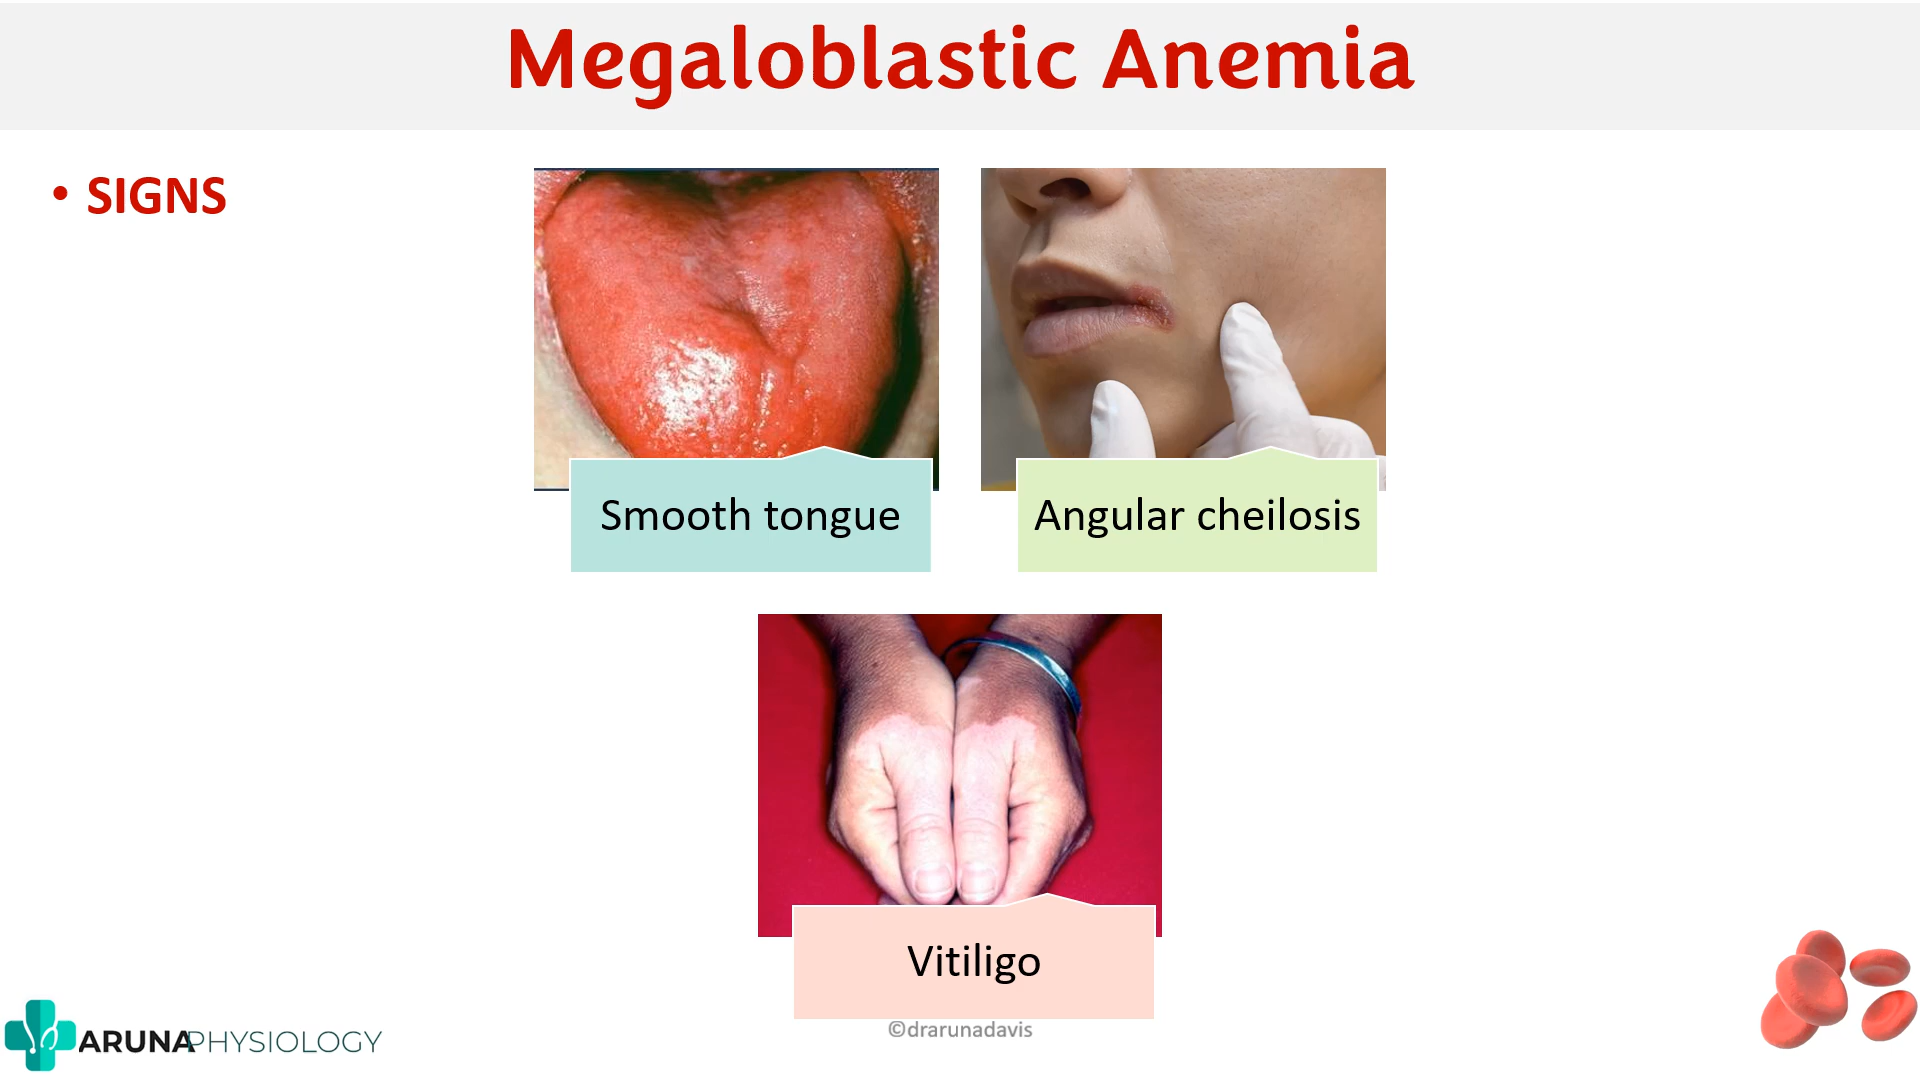 Megaloblastic Anemia
• SIGNS
Smooth tongue
Angular cheilosis
Vitiligo
ARUNAPHYSIOLOGY
©drarunadavis